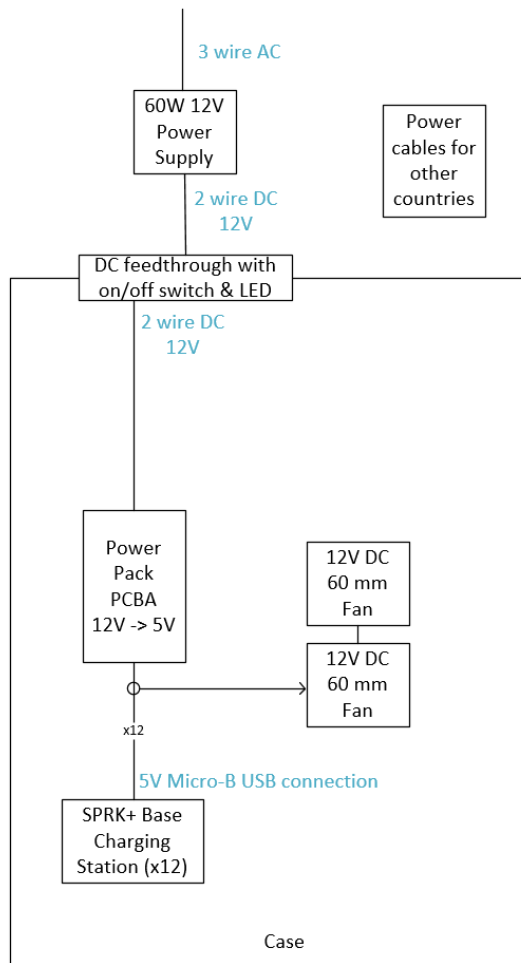 3 wire AC
60W 12V
Power
Supply
Power
cables for
other
countries
2 wire DC
12V
DC feedthrough with
on/off switch & LED
2 wire DC
12V
Power
Pack
PCBA
12V -> 5V
12V DC
60 mm
Fan
12V DC
60 mm
Fan
x12
5V Micro-B USB connection
SPRK+ Base
Charging
Station (x12)
Case